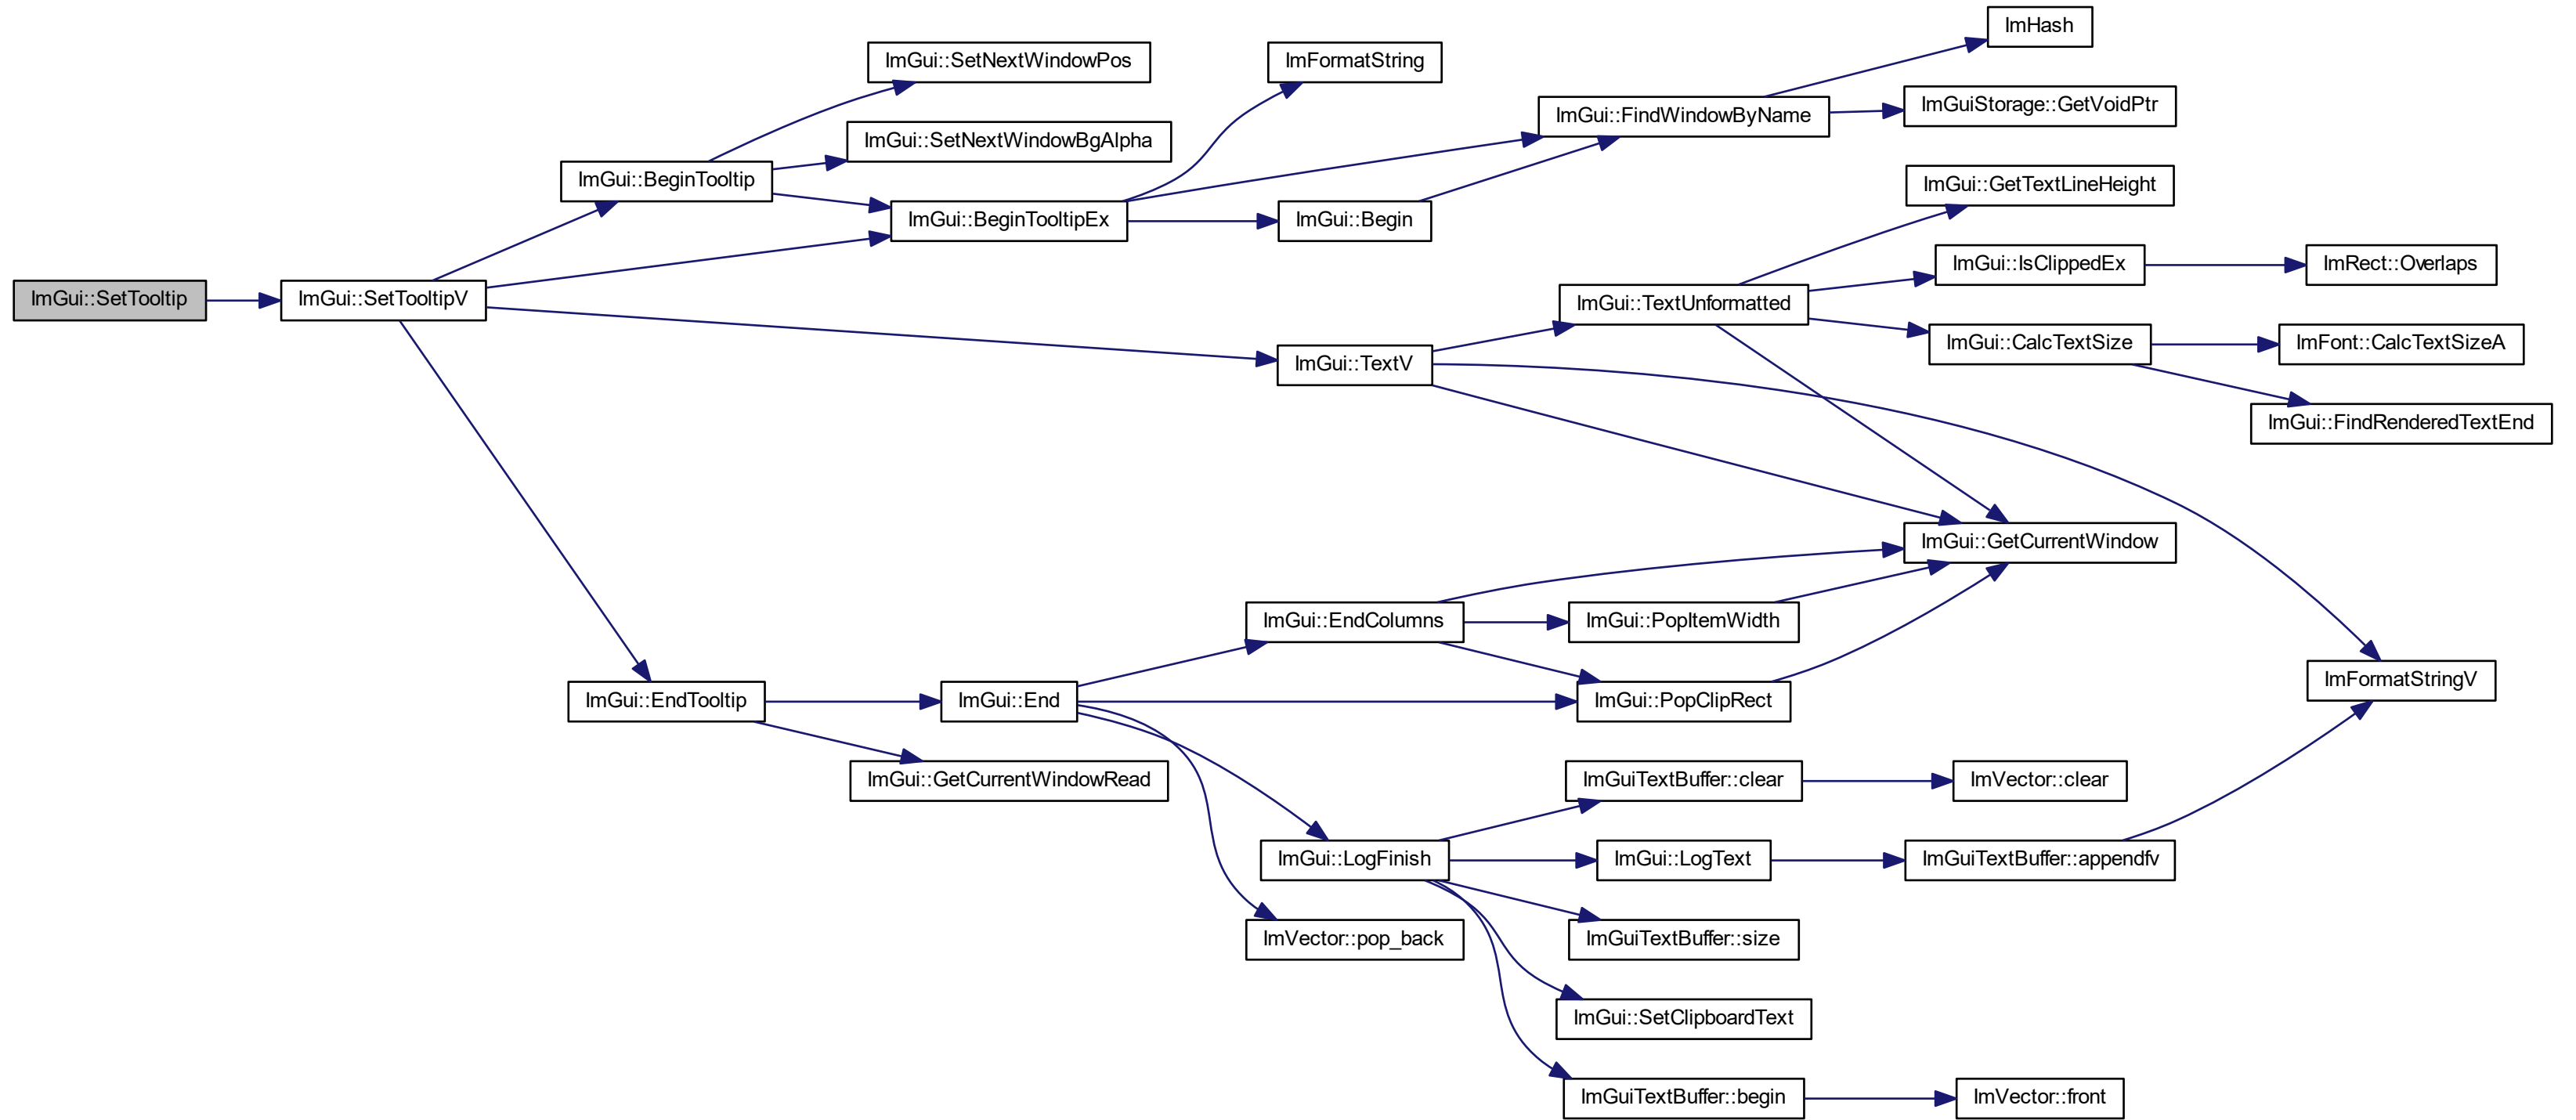 ImHash
ImGui::SetNextWindowPos
ImFormatString
ImGui::FindWindowByName
ImGuiStorage::GetVoidPtr
ImGui::SetNextWindowBgAlpha
ImGui::BeginTooltip
ImGui::GetTextLineHeight
ImGui::BeginTooltipEx
ImGui::Begin
ImGui::IsClippedEx
ImRect::Overlaps
ImGui::SetTooltip
ImGui::SetTooltipV
ImGui::TextUnformatted
ImGui::CalcTextSize
ImFont::CalcTextSizeA
ImGui::TextV
ImGui::FindRenderedTextEnd
ImGui::GetCurrentWindow
ImGui::EndColumns
ImGui::PopItemWidth
ImFormatStringV
ImGui::EndTooltip
ImGui::End
ImGui::PopClipRect
ImGui::GetCurrentWindowRead
ImGuiTextBuffer::clear
ImVector::clear
ImGui::LogFinish
ImGui::LogText
ImGuiTextBuffer::appendfv
ImVector::pop_back
ImGuiTextBuffer::size
ImGui::SetClipboardText
ImGuiTextBuffer::begin
ImVector::front